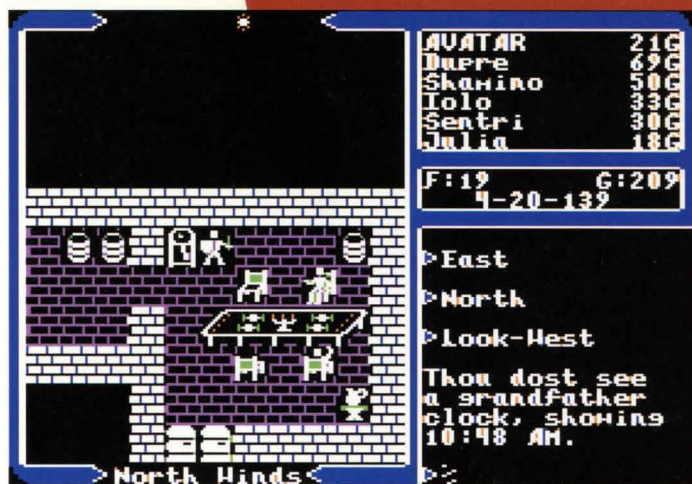 AVATAR 21G
Dupre 69G
Shamino 50G
Iolo 33G
Sentri 30G
Julia 18G
F:19 G:209
4-20-139
East
North
Look-West
Thou dost see
a grandfather
clock, showing
10:48 AM.
North Winds